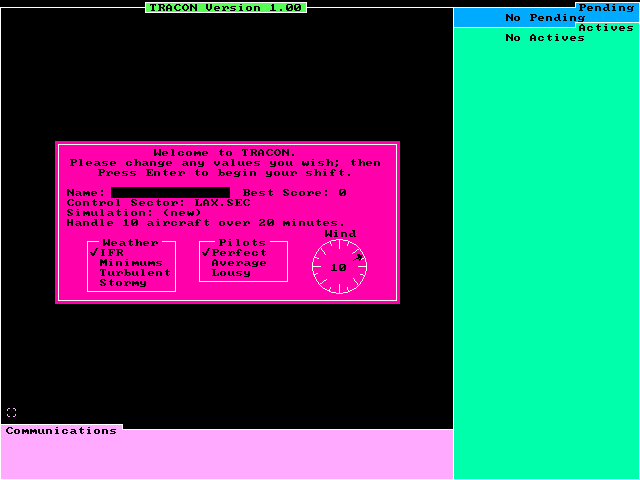 TRACON Version 1.00
Pending
No Pending
Actives
No Actives
Welcome to TRACON.
Please change any values you wish; then
Press Enter to begin your shift.
Name: Best Score: 0
Control Sector: LAX.SEC
Simulation: (new)
Handle 10 aircraft over 20 minutes.
Weather
✓IFR
Minimums
Turbulent
Stormy
Pilots
✓Perfect
Average
Lousy
Wind
10
Communications